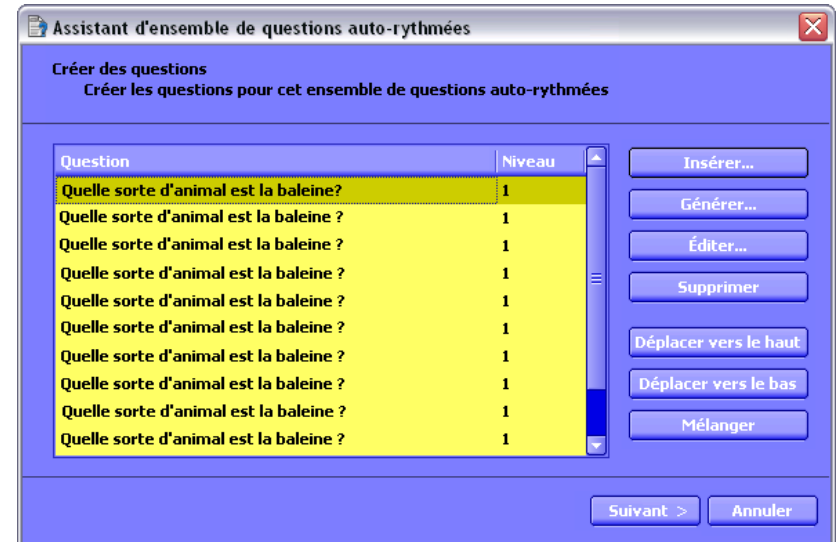 Assistant d'ensemble de questions auto-rythmées
Créer des questions
Créer les questions pour cet ensemble de questions auto-rythmées
Question Niveau
Quelle sorte d'animal est la baleine? 1
Quelle sorte d'animal est la baleine ? 1
Quelle sorte d'animal est la baleine ? 1
Quelle sorte d'animal est la baleine ? 1
Quelle sorte d'animal est la baleine ? 1
Quelle sorte d'animal est la baleine ? 1
Quelle sorte d'animal est la baleine ? 1
Quelle sorte d'animal est la baleine ? 1
Quelle sorte d'animal est la baleine ? 1
Quelle sorte d'animal est la baleine ? 1
Insérer...
Générer...
Éditer...
Supprimer
Déplacer vers le haut
Déplacer vers le bas
Mélanger
Suivant > Annuler